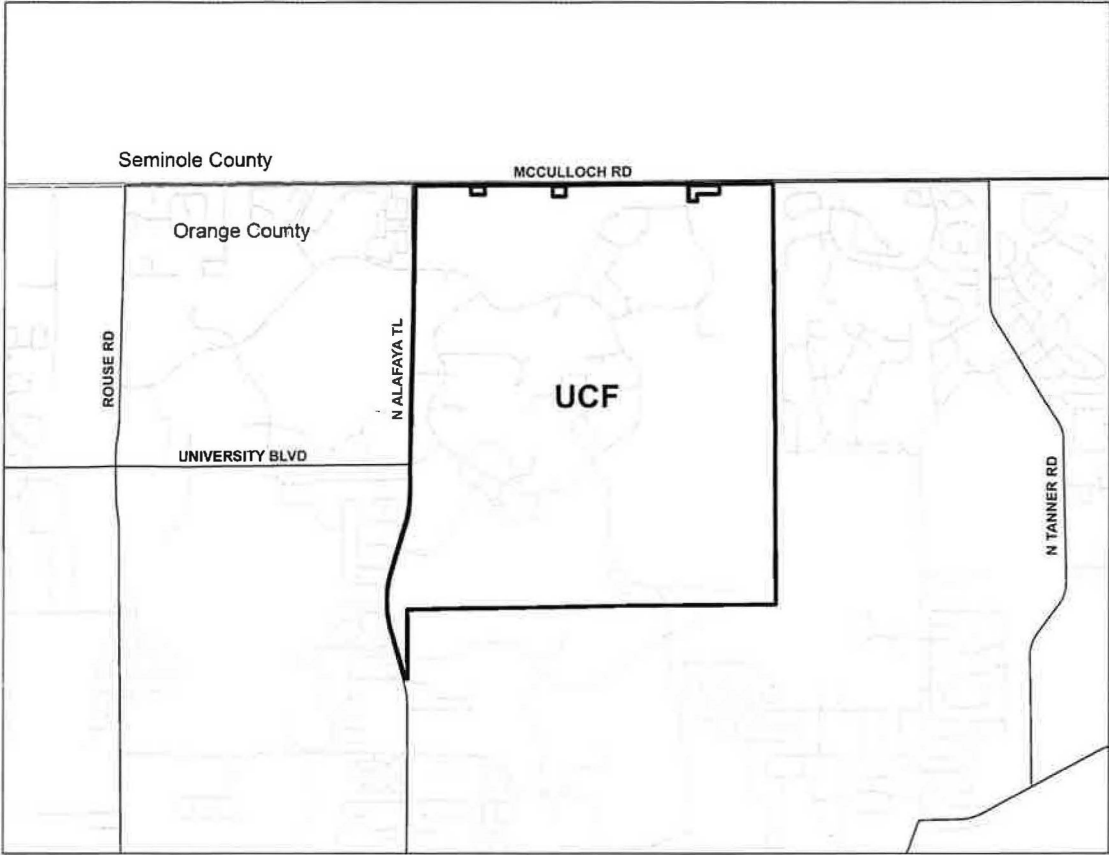 Seminole County
MCCULLOCH RD
Orange County
ROUSE RD
N ALAFAYA TL
UCF
UNIVERSITY BLVD
N TANNER RD